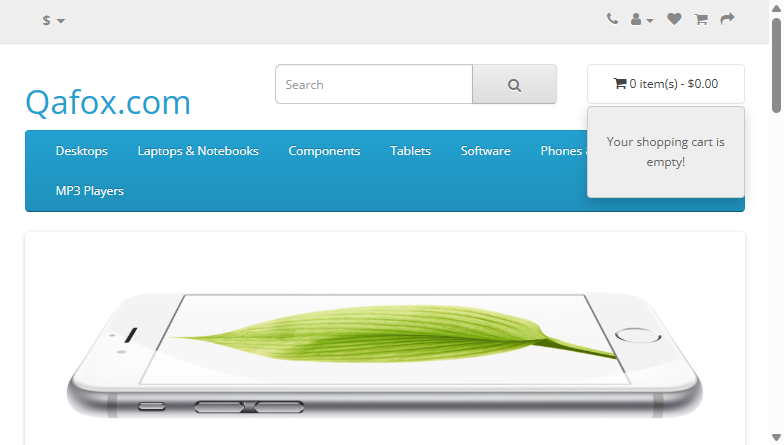 $
Qafox.com
Search
0 item(s) - $0.00
Your shopping cart is
empty!
Desktops
Laptops & Notebooks
Components
Tablets
Software
Phones
MP3 Players